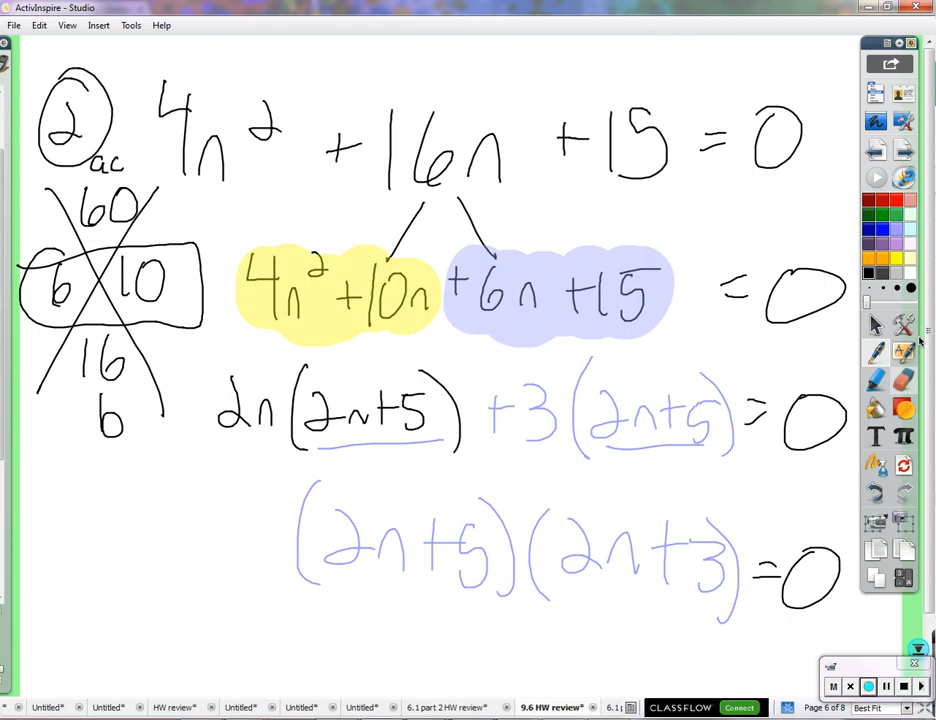 ActivInspire - Studio
File Edit View Insert Tools Help
2 4n² +16n +15 = 0
ac
60
6 10 4n² +10n +6n +15 = 0
16
b 2n(2n+5) +3(2n+5) = 0
(2n+5)(2n+3) = 0
Untitled* Untitled* HW review* Untitled* Untitled* Untitled* 6.1 part 2 HW review* 9.6 HW review* 6.1 CLASSFLOW Connect Page 6 of 8 Best Fit